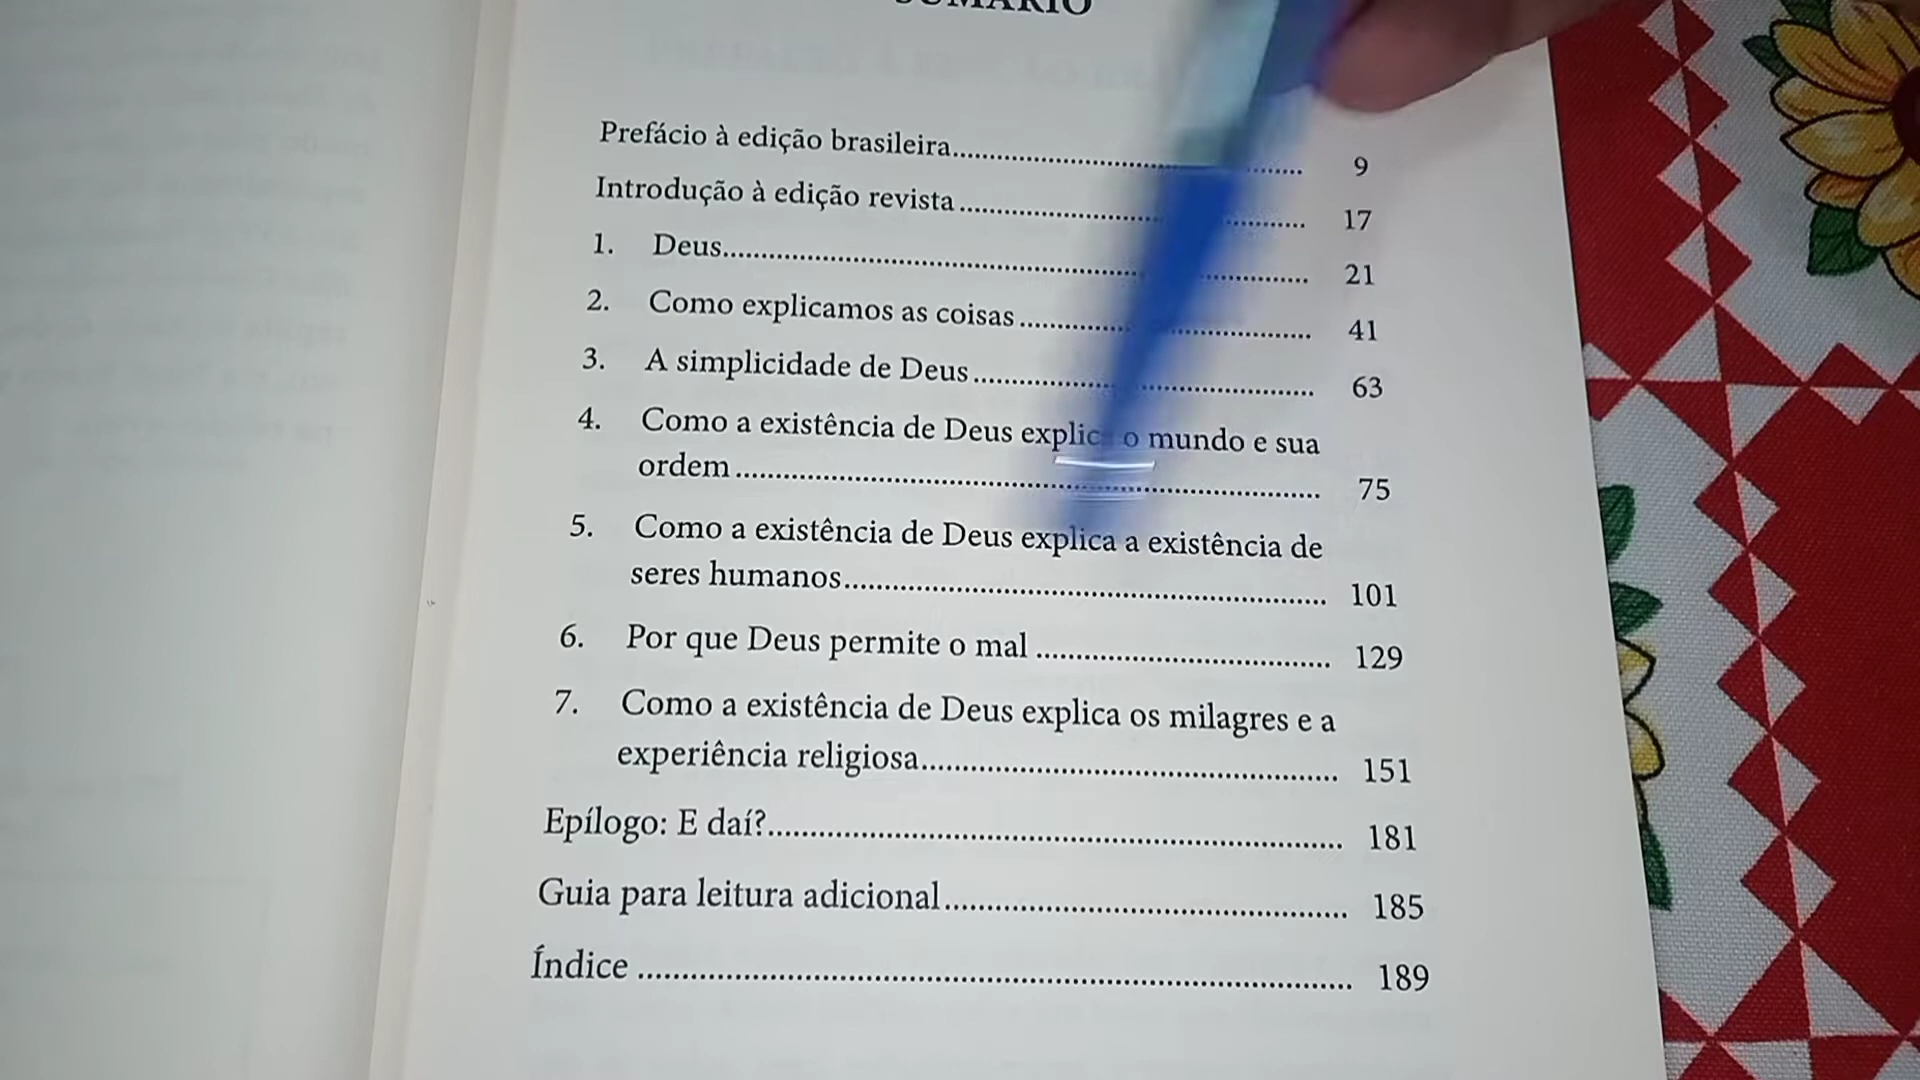 SUMÁRIO
Prefácio à edição brasileira.......... 9
Introdução à edição revista.......... 17
1. Deus.......... 21
2. Como explicamos as coisas.......... 41
3. A simplicidade de Deus.......... 63
4. Como a existência de Deus explica o mundo e sua
ordem.......... 75
5. Como a existência de Deus explica a existência de
seres humanos.......... 101
6. Por que Deus permite o mal.......... 129
7. Como a existência de Deus explica os milagres e a
experiência religiosa.......... 151
Epílogo: E daí?.......... 181
Guia para leitura adicional.......... 185
Índice.......... 189